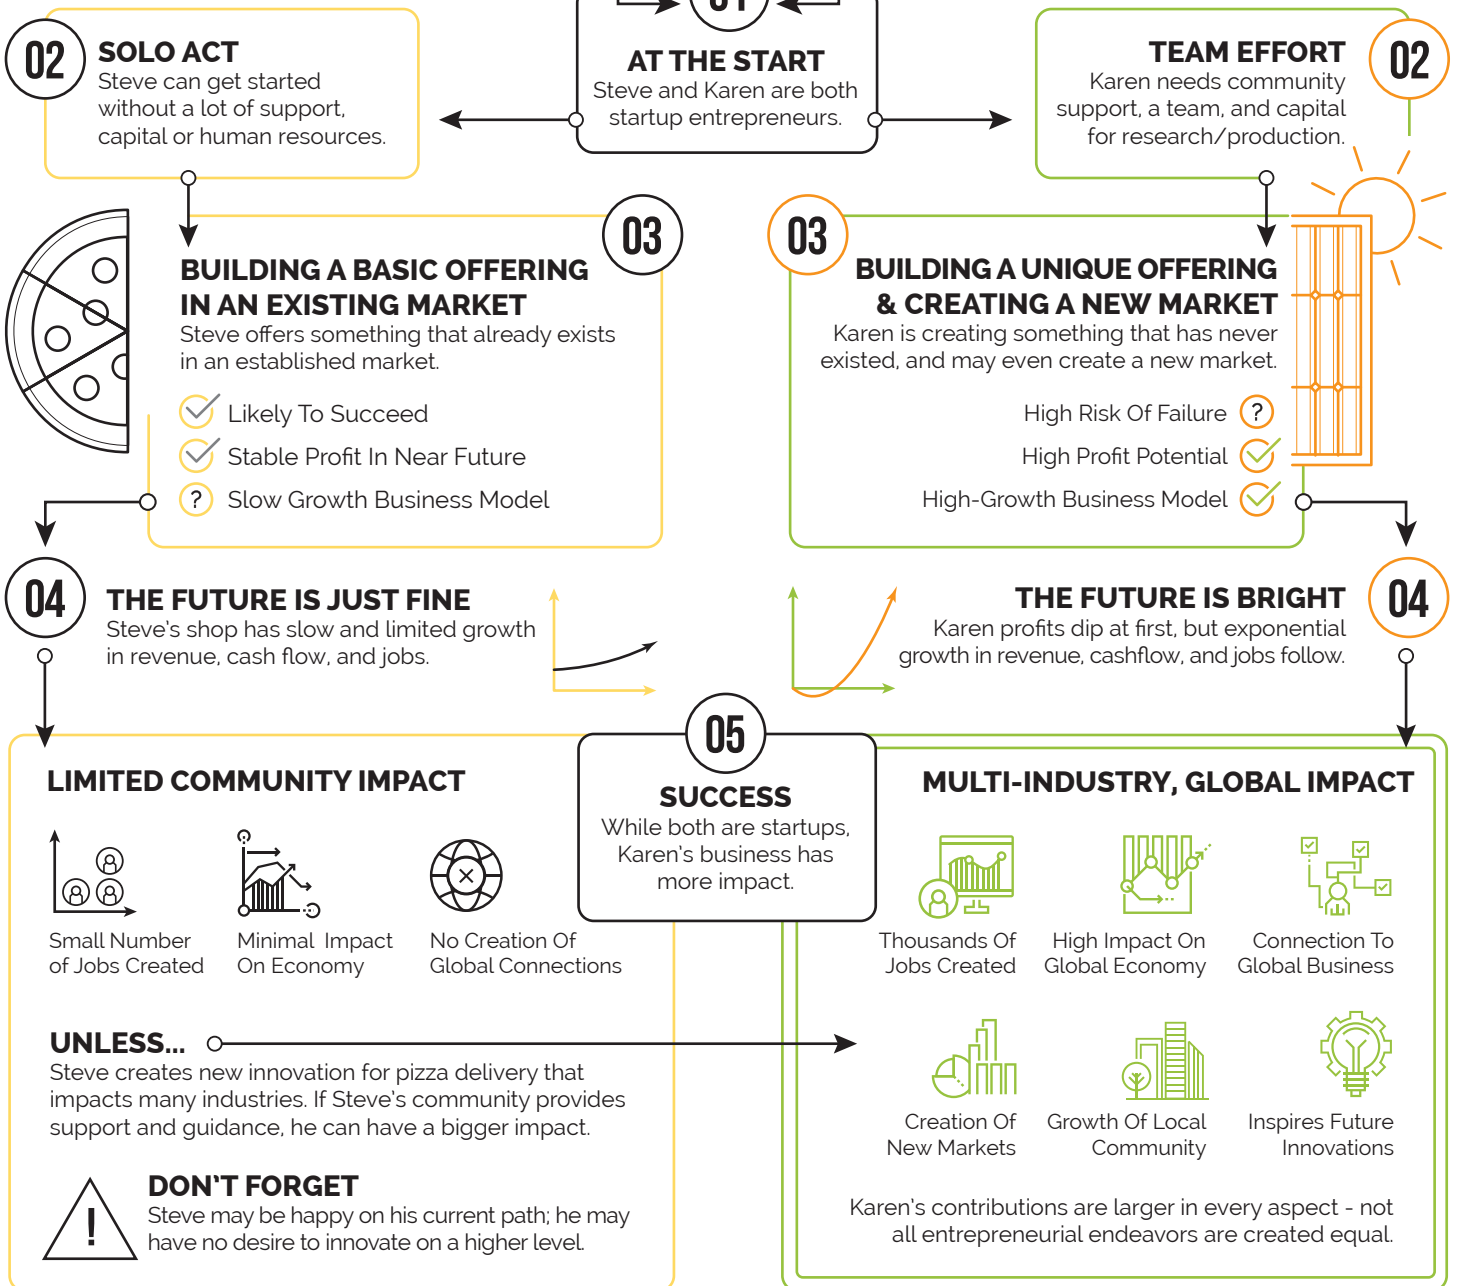 01
AT THE START
Steve and Karen are both
startup entrepreneurs.
02
SOLO ACT
Steve can get started
without a lot of support,
capital or human resources.
TEAM EFFORT
02
Karen needs community
support, a team, and capital
for research/production.
03
BUILDING A BASIC OFFERING
IN AN EXISTING MARKET
Steve offers something that already exists
in an established market.
Likely To Succeed
Stable Profit In Near Future
? Slow Growth Business Model
03
BUILDING A UNIQUE OFFERING
& CREATING A NEW MARKET
Karen is creating something that has never
existed, and may even create a new market.
High Risk Of Failure ?
High Profit Potential
High-Growth Business Model
04
THE FUTURE IS JUST FINE
Steve's shop has slow and limited growth
in revenue, cash flow, and jobs.
THE FUTURE IS BRIGHT
04
Karen profits dip at first, but exponential
growth in revenue, cashflow, and jobs follow.
05
SUCCESS
While both are startups,
Karen's business has
more impact.
LIMITED COMMUNITY IMPACT
Small Number
of Jobs Created
Minimal Impact
On Economy
No Creation Of
Global Connections
UNLESS...
Steve creates new innovation for pizza delivery that
impacts many industries. If Steve's community provides
support and guidance, he can have a bigger impact.
!
DON'T FORGET
Steve may be happy on his current path; he may
have no desire to innovate on a higher level.
MULTI-INDUSTRY, GLOBAL IMPACT
Thousands Of
Jobs Created
High Impact On
Global Economy
Connection To
Global Business
Creation Of
New Markets
Growth Of Local
Community
Inspires Future
Innovations
Karen's contributions are larger in every aspect - not
all entrepreneurial endeavors are created equal.